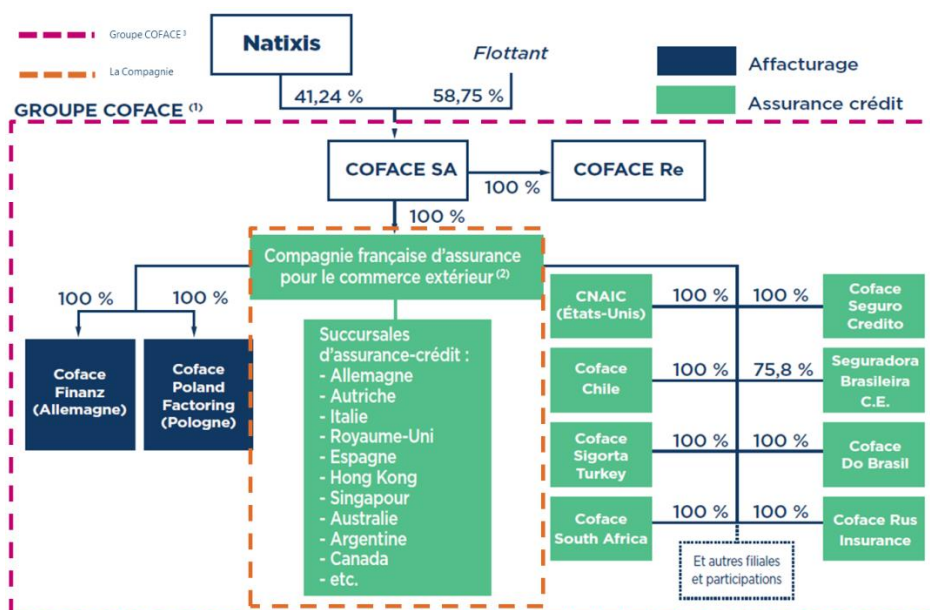 Groupe COFACE ³
La Compagnie
Natixis
Flottant
Affacturage
Assurance crédit
41,24 %
58,75 %
GROUPE COFACE (1)
COFACE SA
100 %
COFACE Re
100 %
Compagnie française d'assurance
pour le commerce extérieur (2)
100 %
100 %
Coface
Finanz
(Allemagne)
Coface
Poland
Factoring
(Pologne)
Succursales
d'assurance-crédit :
- Allemagne
- Autriche
- Italie
- Royaume-Uni
- Espagne
- Hong Kong
- Singapour
- Australie
- Argentine
- Canada
- etc.
CNAIC
(États-Unis)
100 %
100 %
Coface
Seguro
Credito
Coface
Chile
100 %
75,8 %
Seguradora
Brasileira
C.E.
Coface
Sigorta
Turkey
100 %
100 %
Coface
Do Brasil
Coface
South Africa
100 %
100 %
Coface Rus
Insurance
Et autres filiales
et participations